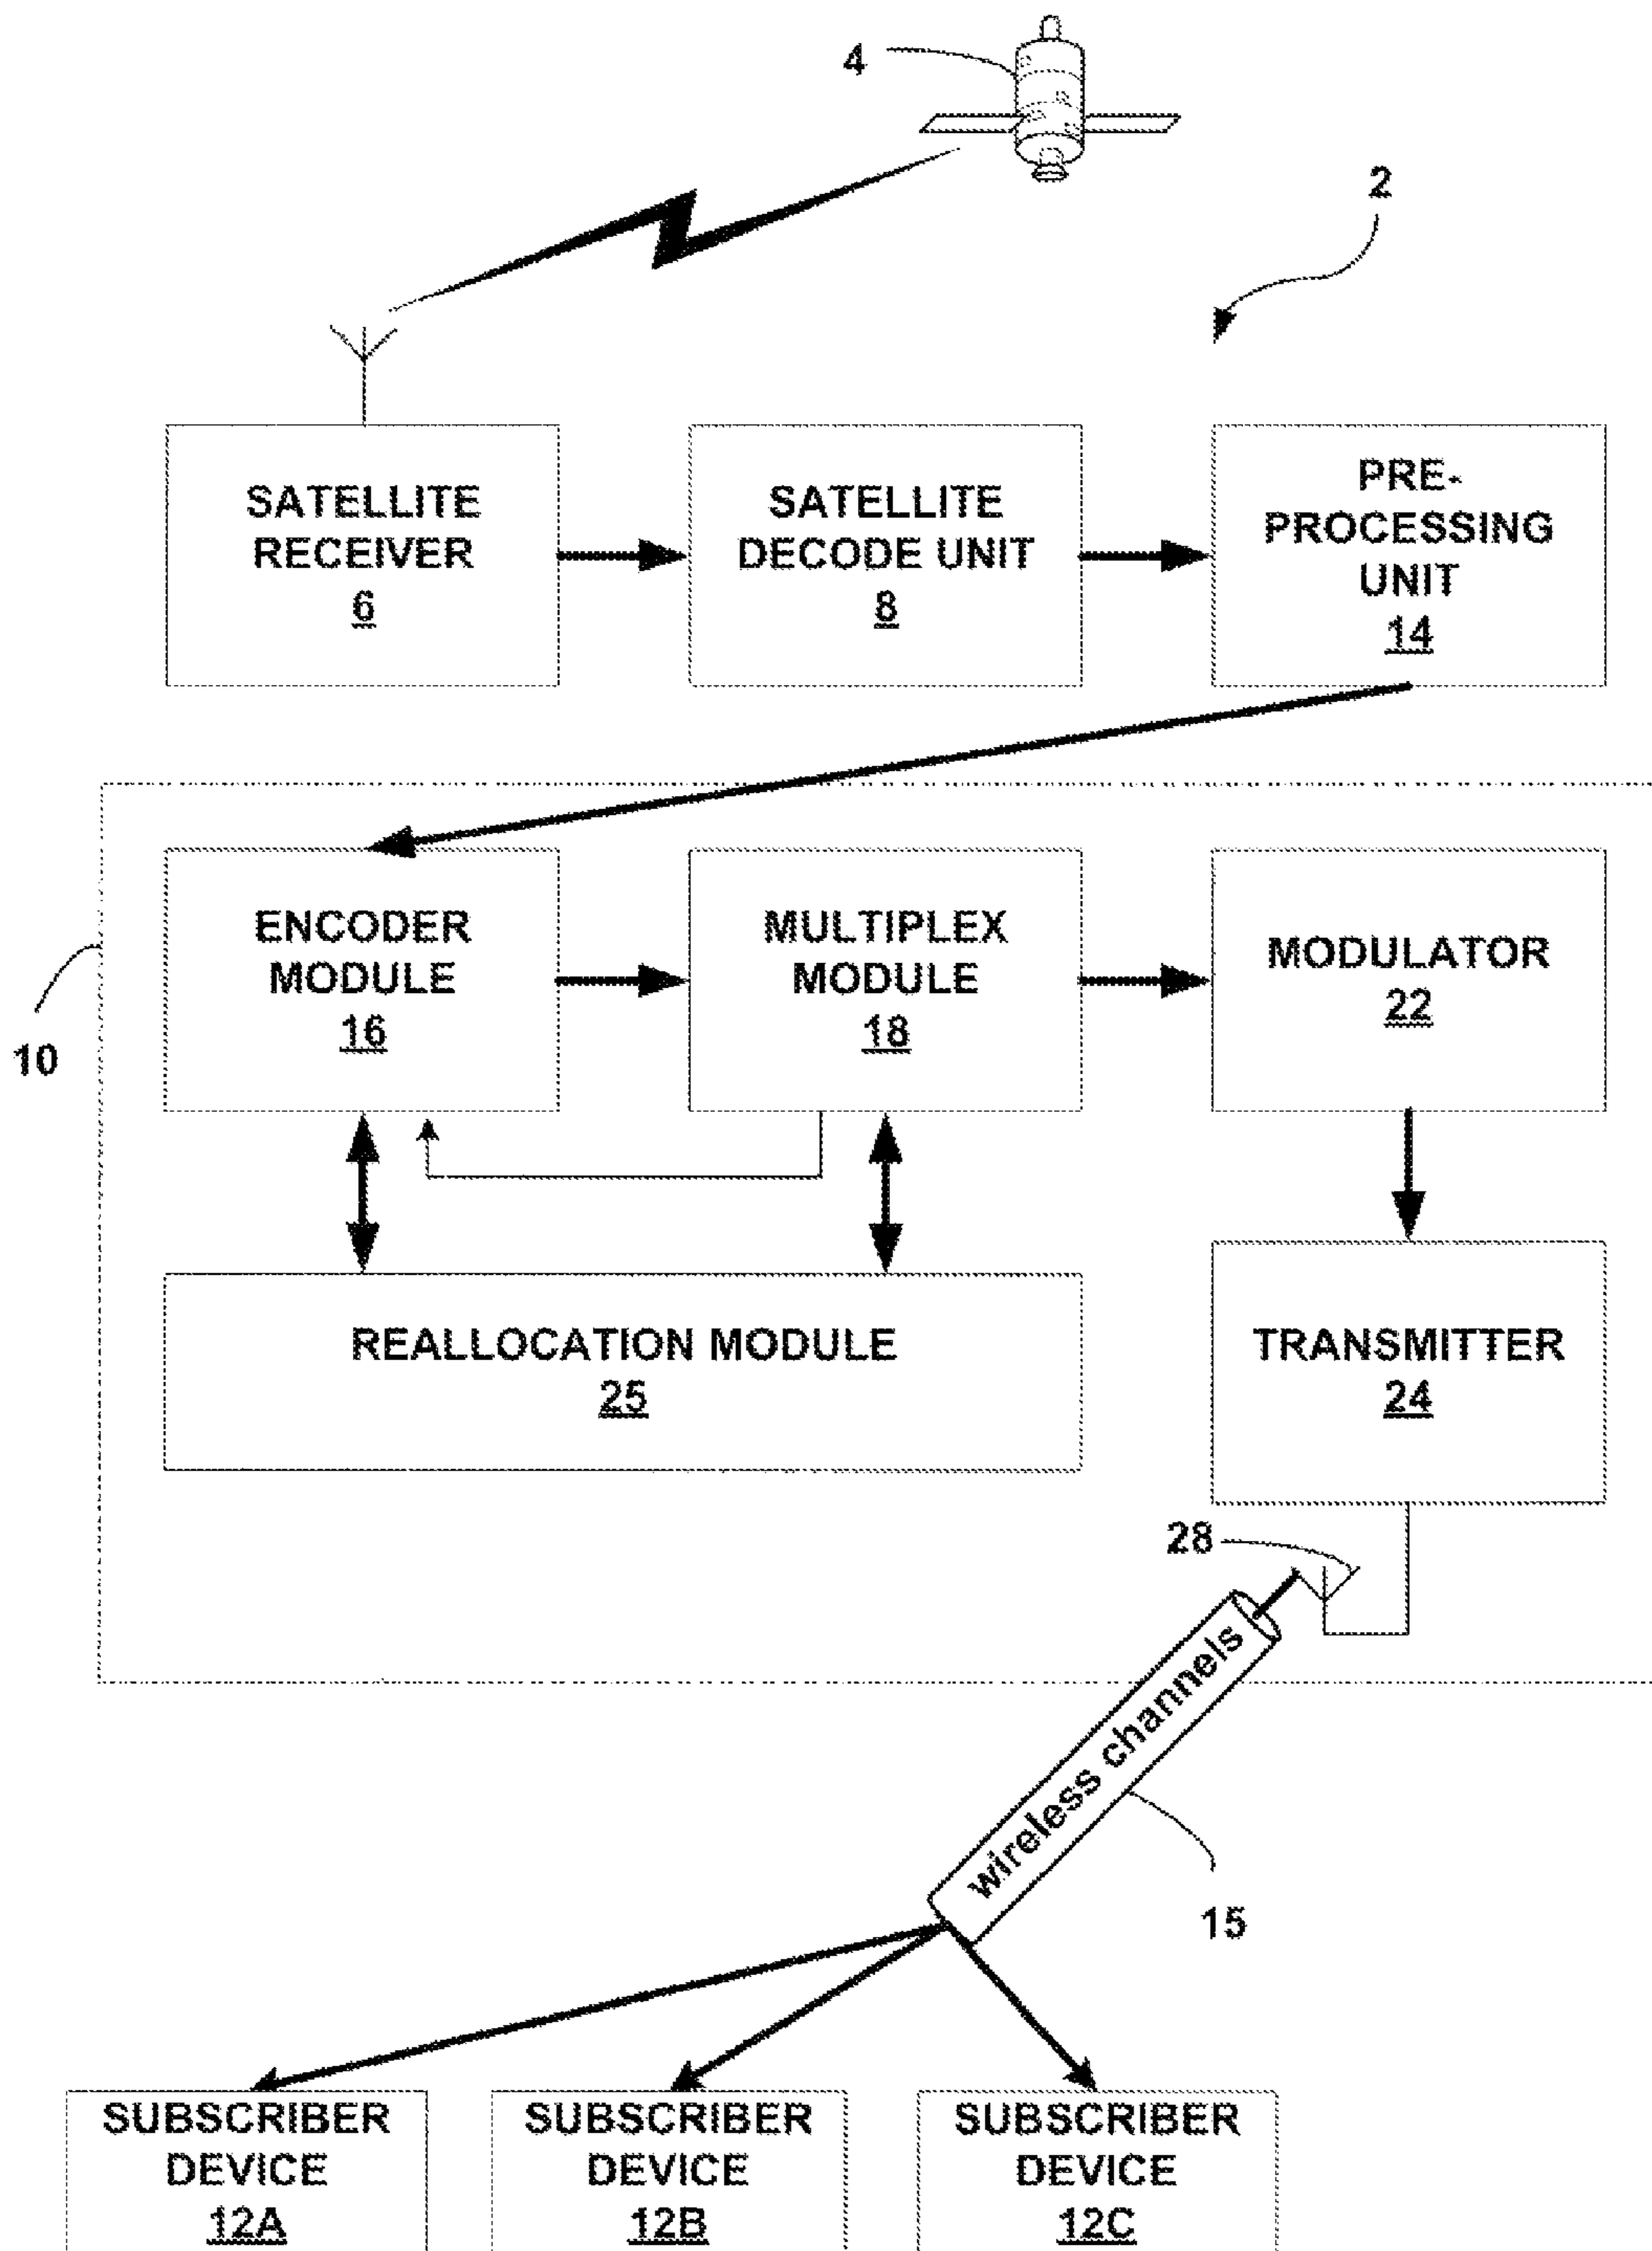 4
2
SATELLITE
RECEIVER
6
SATELLITE
DECODE UNIT
8
PRE-
PROCESSING
UNIT
14
10
ENCODER
MODULE
16
MULTIPLEX
MODULE
18
MODULATOR
22
REALLOCATION MODULE
25
TRANSMITTER
24
28
wireless channels
15
SUBSCRIBER
DEVICE
12A
SUBSCRIBER
DEVICE
12B
SUBSCRIBER
DEVICE
12C